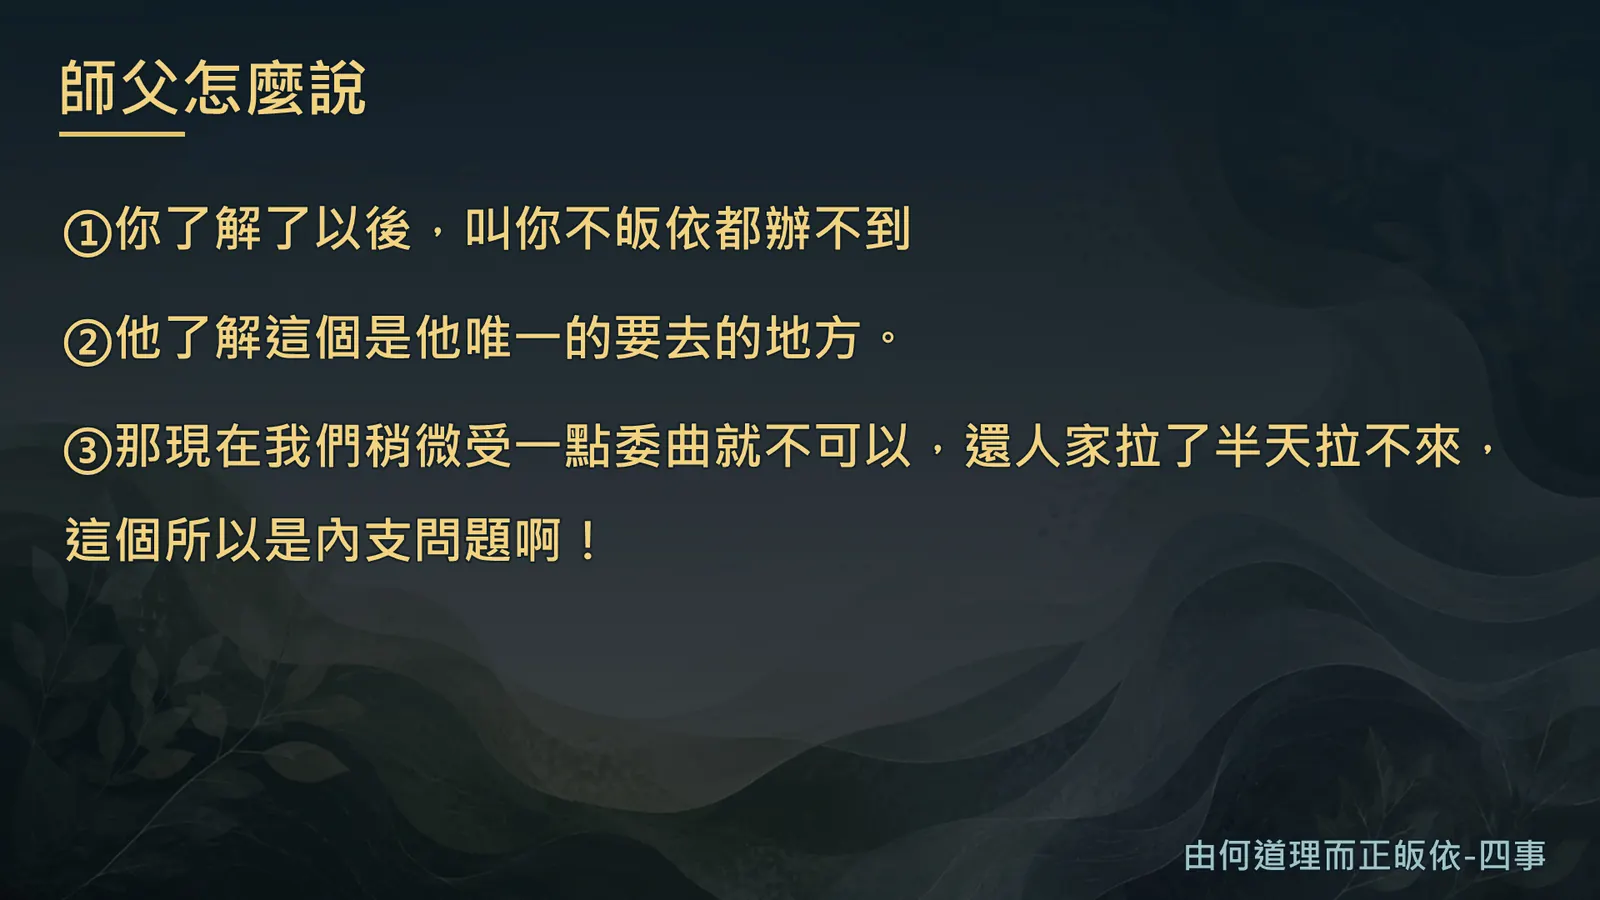 師父怎麼說
①你了解了以後，叫你不皈依都辦不到
②他了解這個是他唯一的要去的地方。
③那現在我們稍微受一點委曲就不可以，還人家拉了半天拉不來，
這個所以是內支問題啊！
由何道理而正皈依-四事